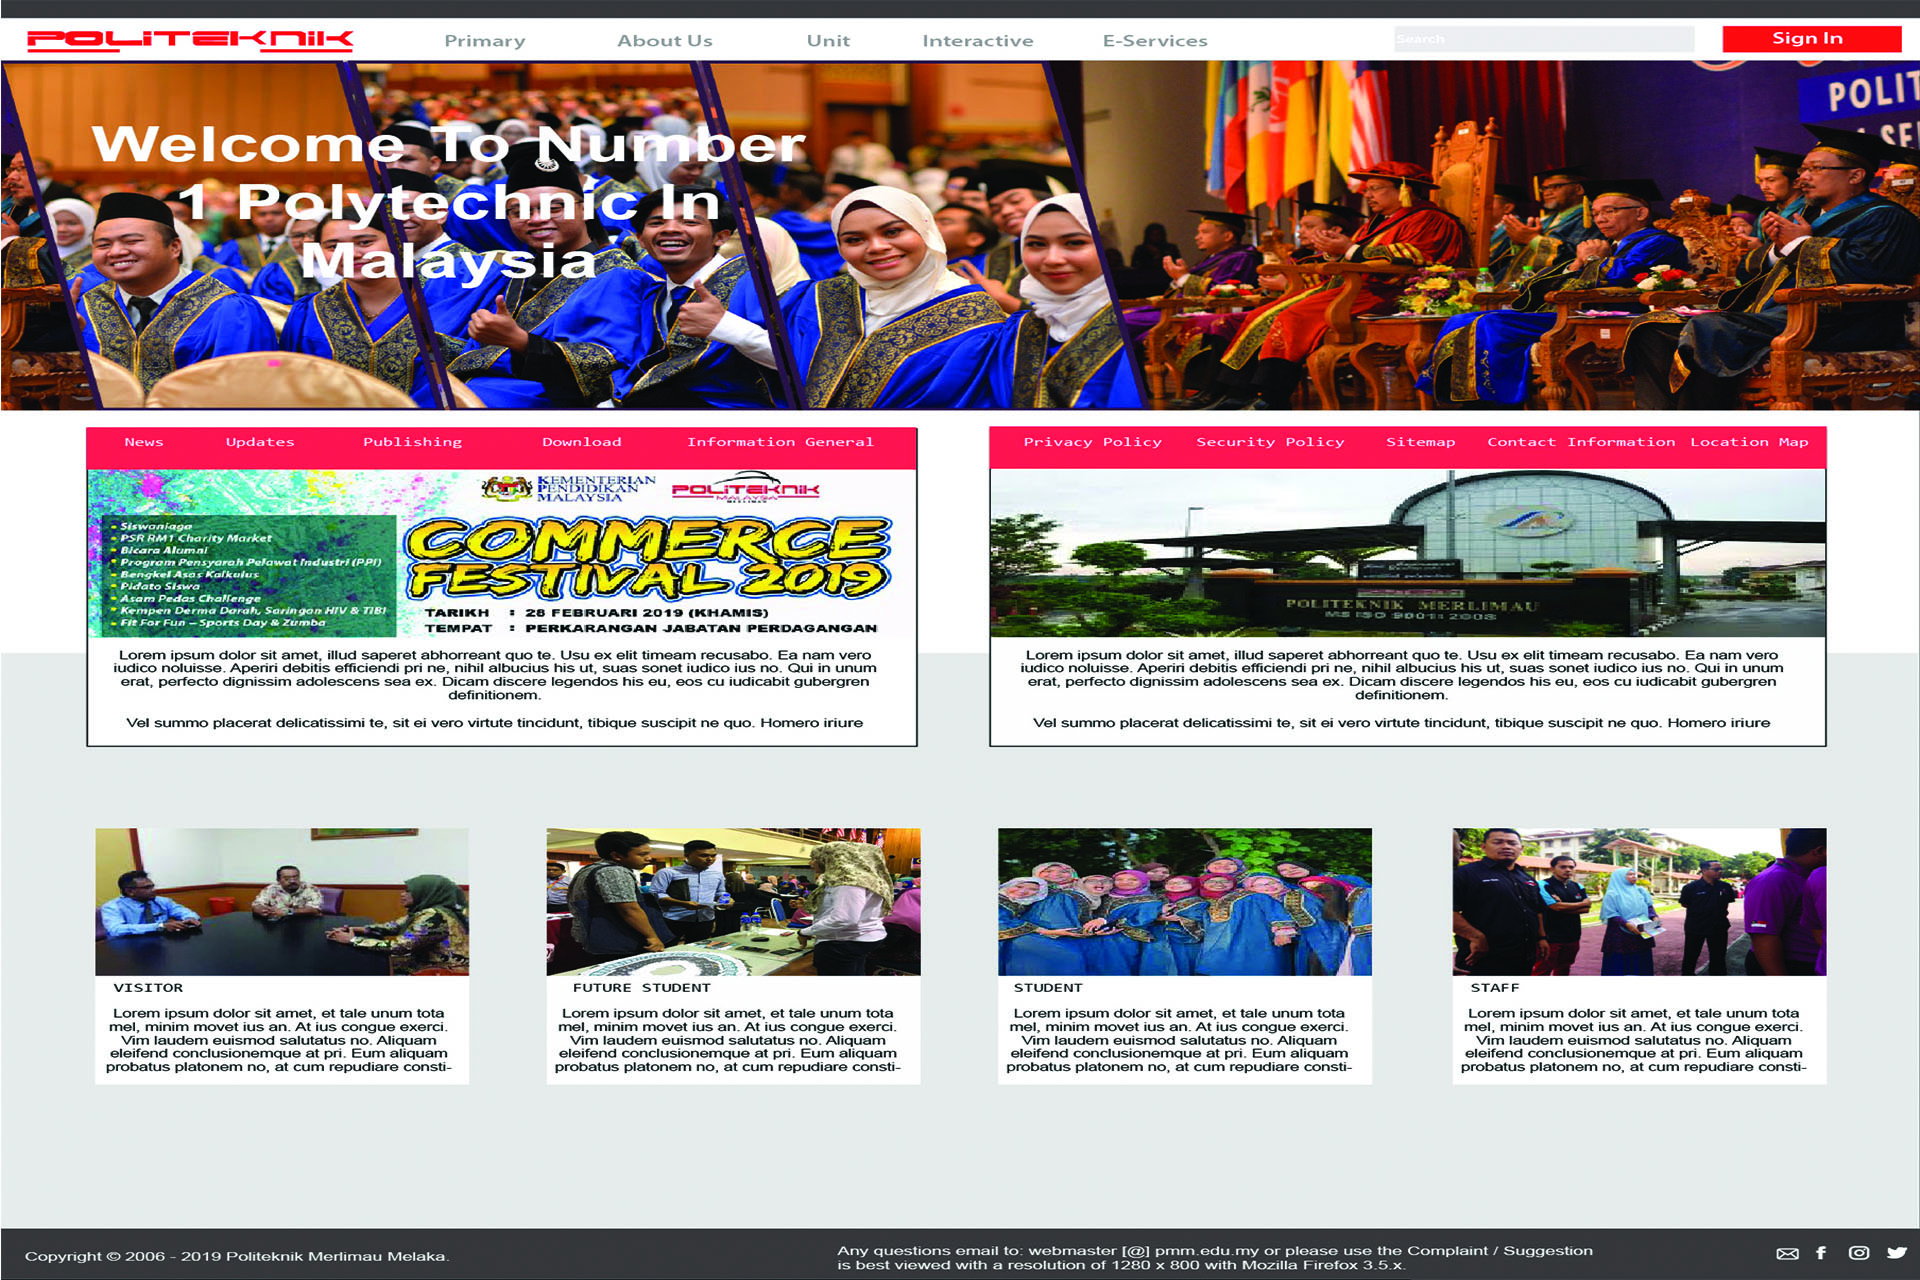 POLITEKNIK
Primary
About Us
Unit
Interactive
E-Services
Search
Sign In
POLIT
Welcome To Number
1 Polytechnic In
Malaysia
News
Updates
Publishing
Download
Information General
KEMENTERIAN
PENDIDIKAN
MALAYSIA
POLITEKNIK
MALAYSIA
COMMERCE
FESTIVAL 2019
Siswaniaga
PSR RM1 Charity Market
Bicara Alumni
Program Pensyarah Pelawat Industri (PPI)
Bengkel Asas Kalkulus
Pidato Siswa
Asam Pedas Challenge
Kempen Derma Darah, Saringan HIV & TIBI
Fit For Fun – Sports Day & Zumba
TARIKH : 28 FEBRUARI 2019 (KHAMIS)
TEMPAT : PERKARANGAN JABATAN PERDAGANGAN
Lorem ipsum dolor sit amet, illud saperet abhorreant quo te. Usu ex elit timeam recusabo. Ea nam vero
iudico noluisse. Aperiri debitis efficiendi pri ne, nihil albucius his ut, suas sonet iudico ius no. Qui in unum
erat, perfecto dignissim adolescens sea ex. Dicam discere legendos his eu, eos cu iudicabit gubergren
definitionem.
Vel summo placerat delicatissimi te, sit ei vero virtute tincidunt, tibique suscipit ne quo. Homero iriure
Privacy Policy
Security Policy
Sitemap
Contact Information
Location Map
POLITEKNIK MERLIMAU
MS ISO 9001: 2008
Lorem ipsum dolor sit amet, illud saperet abhorreant quo te. Usu ex elit timeam recusabo. Ea nam vero
iudico noluisse. Aperiri debitis efficiendi pri ne, nihil albucius his ut, suas sonet iudico ius no. Qui in unum
erat, perfecto dignissim adolescens sea ex. Dicam discere legendos his eu, eos cu iudicabit gubergren
definitionem.
Vel summo placerat delicatissimi te, sit ei vero virtute tincidunt, tibique suscipit ne quo. Homero iriure
VISITOR
Lorem ipsum dolor sit amet, et tale unum tota
mel, minim movet ius an. At ius congue exerci.
Vim laudem euismod salutatus no. Aliquam
eleifend conclusionemque at pri. Eum aliquam
probatus platonem no, at cum repudiare consti-
FUTURE STUDENT
Lorem ipsum dolor sit amet, et tale unum tota
mel, minim movet ius an. At ius congue exerci.
Vim laudem euismod salutatus no. Aliquam
eleifend conclusionemque at pri. Eum aliquam
probatus platonem no, at cum repudiare consti-
STUDENT
Lorem ipsum dolor sit amet, et tale unum tota
mel, minim movet ius an. At ius congue exerci.
Vim laudem euismod salutatus no. Aliquam
eleifend conclusionemque at pri. Eum aliquam
probatus platonem no, at cum repudiare consti-
STAFF
Lorem ipsum dolor sit amet, et tale unum tota
mel, minim movet ius an. At ius congue exerci.
Vim laudem euismod salutatus no. Aliquam
eleifend conclusionemque at pri. Eum aliquam
probatus platonem no, at cum repudiare consti-
Copyright © 2006 - 2019 Politeknik Merlimau Melaka.
Any questions email to: webmaster [@] pmm.edu.my or please use the Complaint / Suggestion
is best viewed with a resolution of 1280 x 800 with Mozilla Firefox 3.5.x.